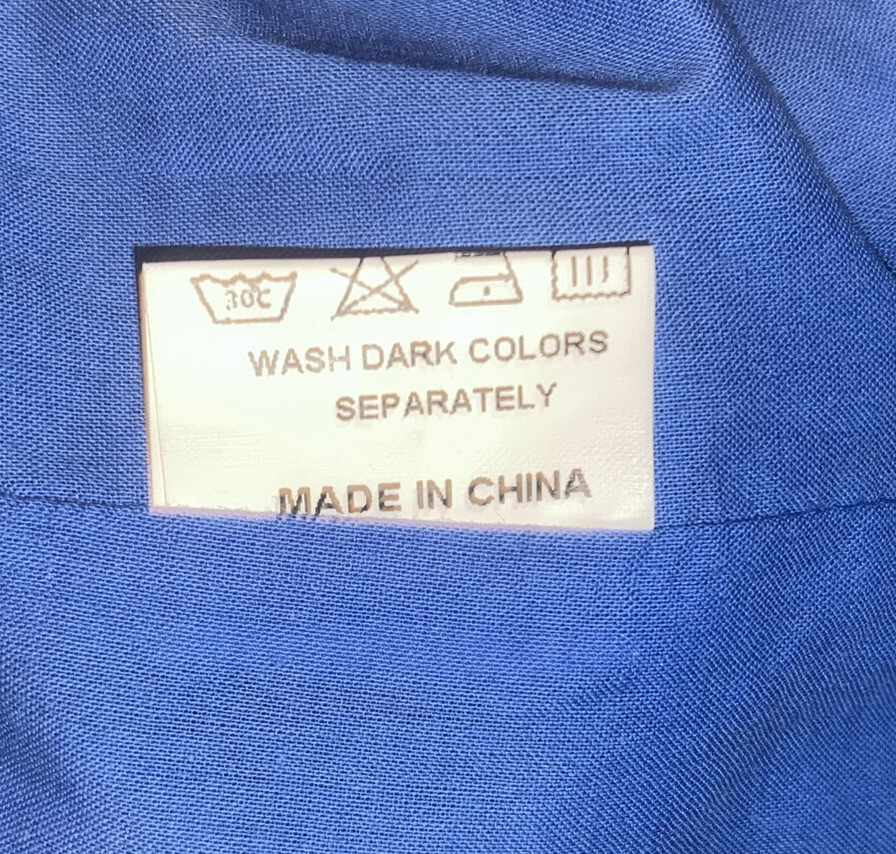 30C
WASH DARK COLORS
SEPARATELY
MADE IN CHINA